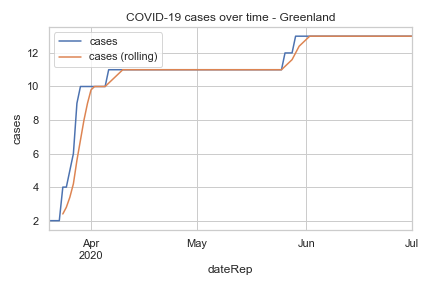 COVID-19 cases over time - Greenland
cases
cases (rolling)
12
10
8
6
4
2
cases
Apr
2020
May
Jun
Jul
dateRep